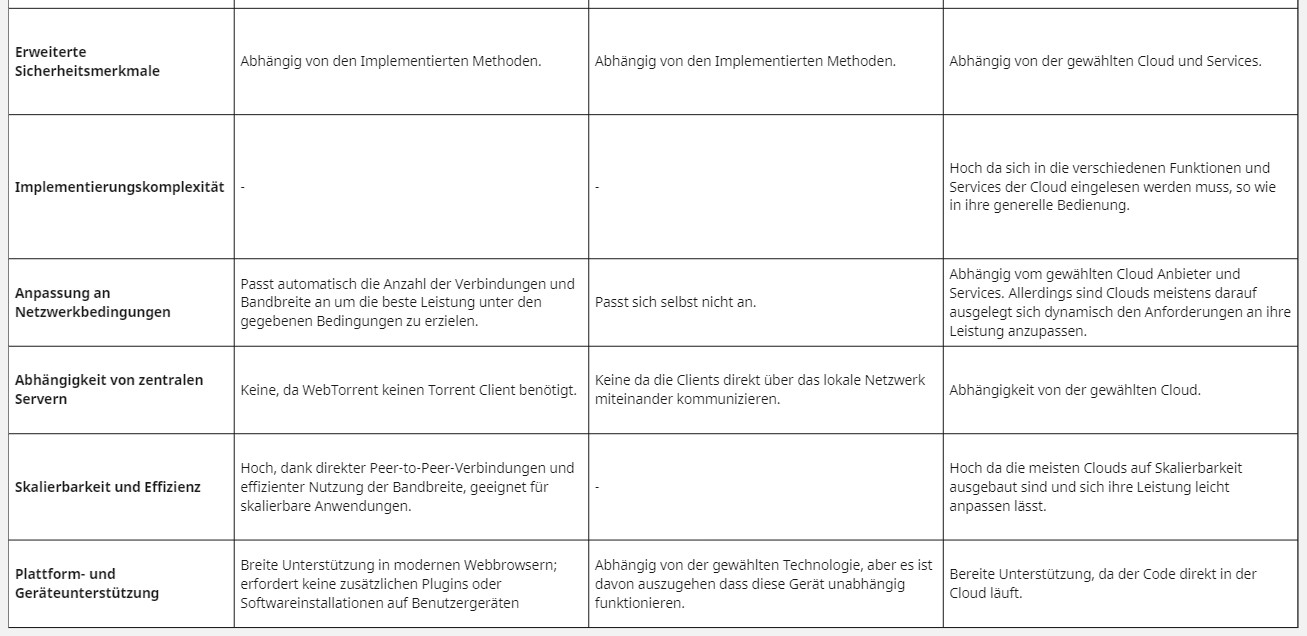 Erweiterte
Sicherheitsmerkmale
Abhängig von den Implementierten Methoden.
Abhängig von den Implementierten Methoden.
Abhängig von der gewählten Cloud und Services.
Implementierungskomplexität
-
-
Hoch da sich in die verschiedenen Funktionen und
Services der Cloud eingelesen werden muss, so wie
in ihre generelle Bedienung.
Anpassung an
Netzwerkbedingungen
Passt automatisch die Anzahl der Verbindungen und
Bandbreite an um die beste Leistung unter den
gegebenen Bedingungen zu erzielen.
Passt sich selbst nicht an.
Abhängig vom gewählten Cloud Anbieter und
Services. Allerdings sind Clouds meistens darauf
ausgelegt sich dynamisch den Anforderungen an ihre
Leistung anzupassen.
Abhängigkeit von zentralen
Servern
Keine, da WebTorrent keinen Torrent Client benötigt.
Keine da die Clients direkt über das lokale Netzwerk
miteinander kommunizieren.
Abhängigkeit von der gewählten Cloud.
Skalierbarkeit und Effizienz
Hoch, dank direkter Peer-to-Peer-Verbindungen und
effizienter Nutzung der Bandbreite, geeignet für
skalierbare Anwendungen.
-
Hoch da die meisten Clouds auf Skalierbarkeit
ausgebaut sind und sich ihre Leistung leicht
anpassen lässt.
Plattform- und
Geräteunterstützung
Breite Unterstützung in modernen Webbrowsern;
erfordert keine zusätzlichen Plugins oder
Softwareinstallationen auf Benutzergeräten
Abhängig von der gewählten Technologie, aber es ist
davon auszugehen dass diese Gerät unabhängig
funktionieren.
Bereite Unterstützung, da der Code direkt in der
Cloud läuft.